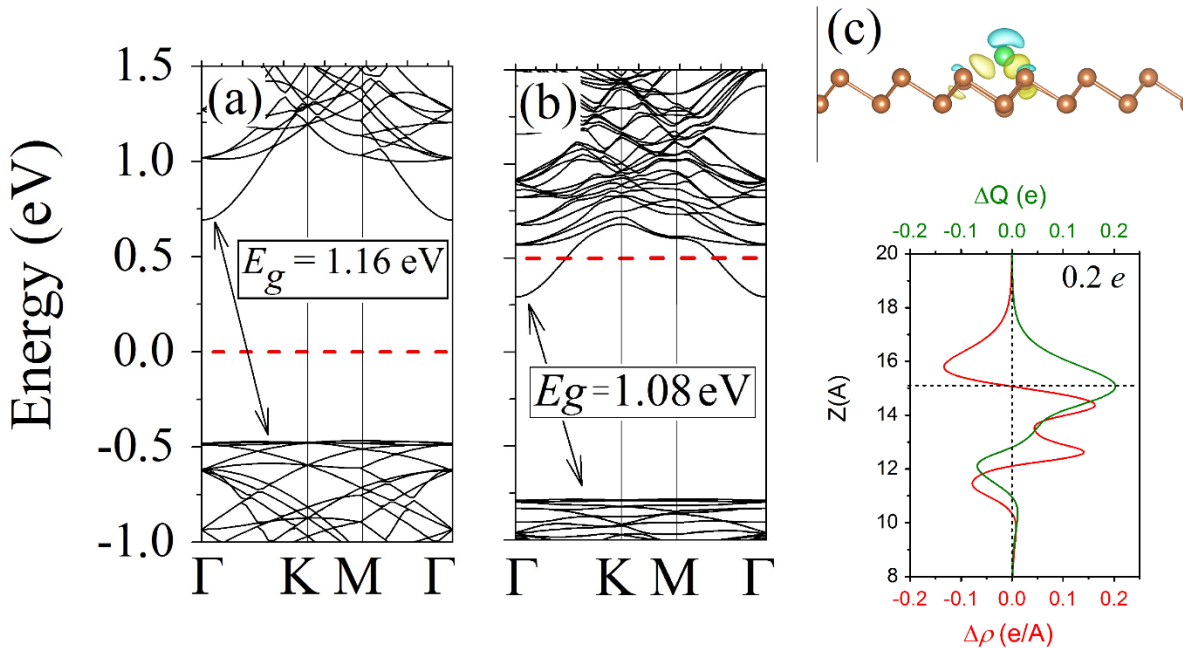 Energy (eV)
1.5
1.0
0.5
0.0
-0.5
-1.0
(a)
E_g = 1.16 eV
Γ K M Γ
(b)
Eg = 1.08 eV
Γ K M Γ
(c)
ΔQ (e)
-0.2 -0.1 0.0 0.1 0.2
0.2 e
Z(A)
20
18
16
14
12
10
8
-0.2 -0.1 0.0 0.1 0.2
Δρ (e/A)